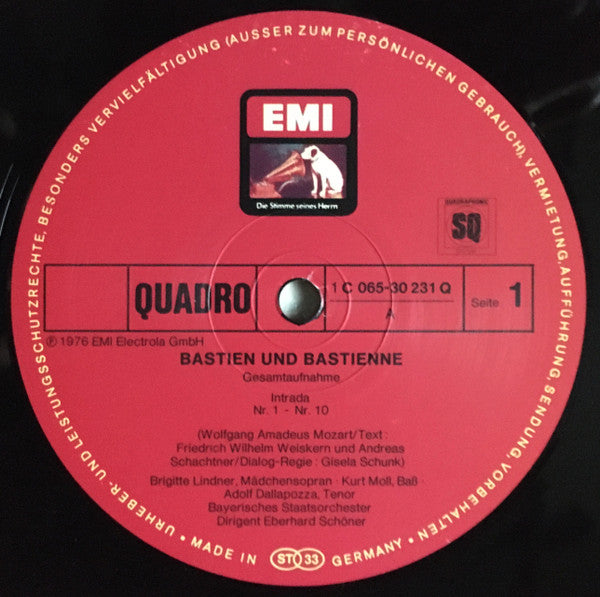 URHEBER- UND LEISTUNGSSCHUTZRECHTE, BESONDERS VERVIELFÄLTIGUNG (AUSSER ZUM PERSÖNLICHEN GEBRAUCH), VERMIETUNG, AUFFÜHRUNG, SENDUNG VORBEHALTEN •
EMI
Die Stimme seines Herrn
QUADRAPHONIC
SQ
QUADRO
1 C 065-30 231 Q
A
Seite 1
℗ 1976 EMI Electrola GmbH
BASTIEN UND BASTIENNE
Gesamtaufnahme
Intrada
Nr. 1 - Nr. 10
(Wolfgang Amadeus Mozart/Text :
Friedrich Wilhelm Weiskern und Andreas
Schachtner/Dialog-Regie : Gisela Schunk)
Brigitte Lindner, Mädchensopran · Kurt Moll, Baß ·
Adolf Dallapozza, Tenor
Bayerisches Staatsorchester
Dirigent Eberhard Schöner
• MADE IN ST 33 GERMANY •